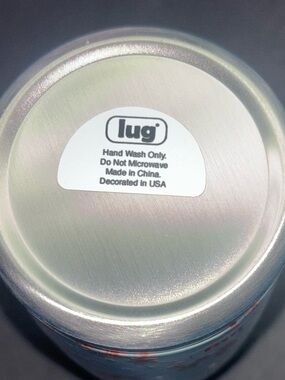 lug®
Hand Wash Only.
Do Not Microwave
Made in China.
Decorated in USA